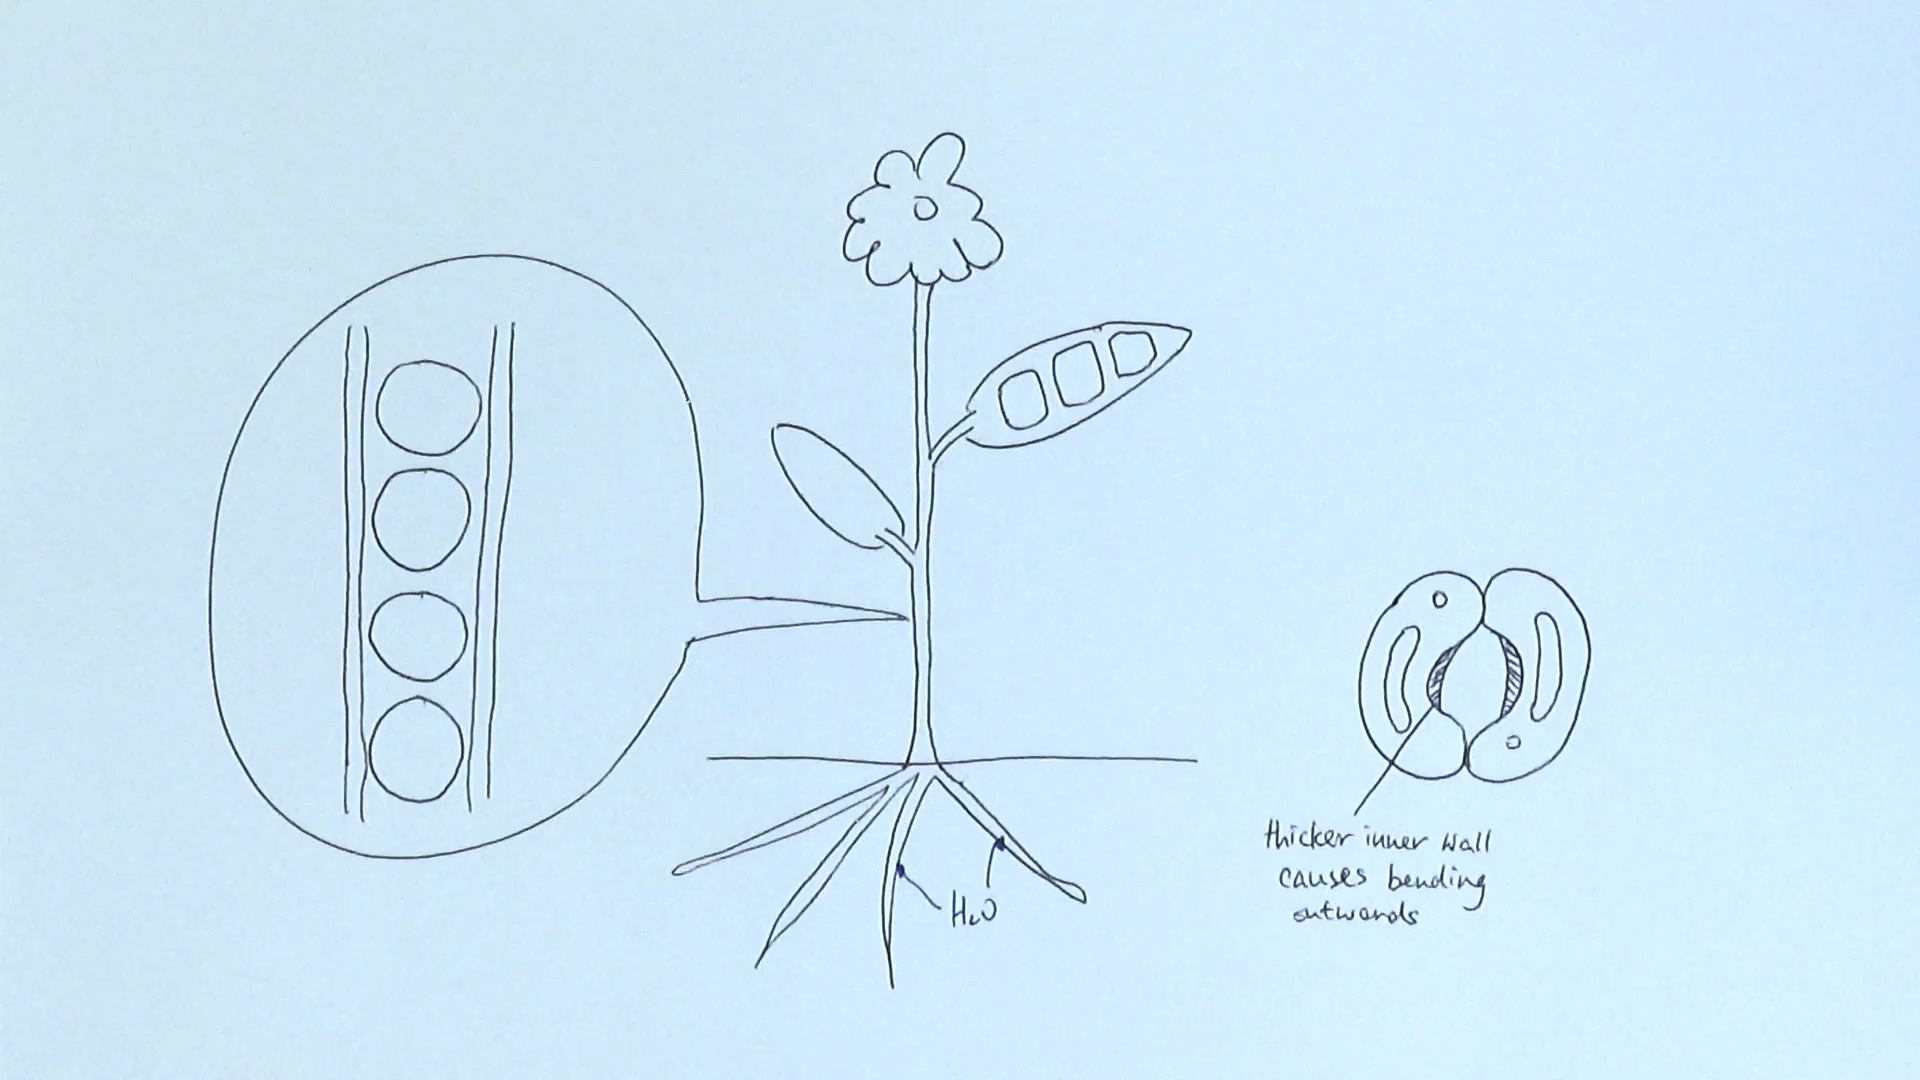 H₂O
thicker inner wall
causes bending
outwards